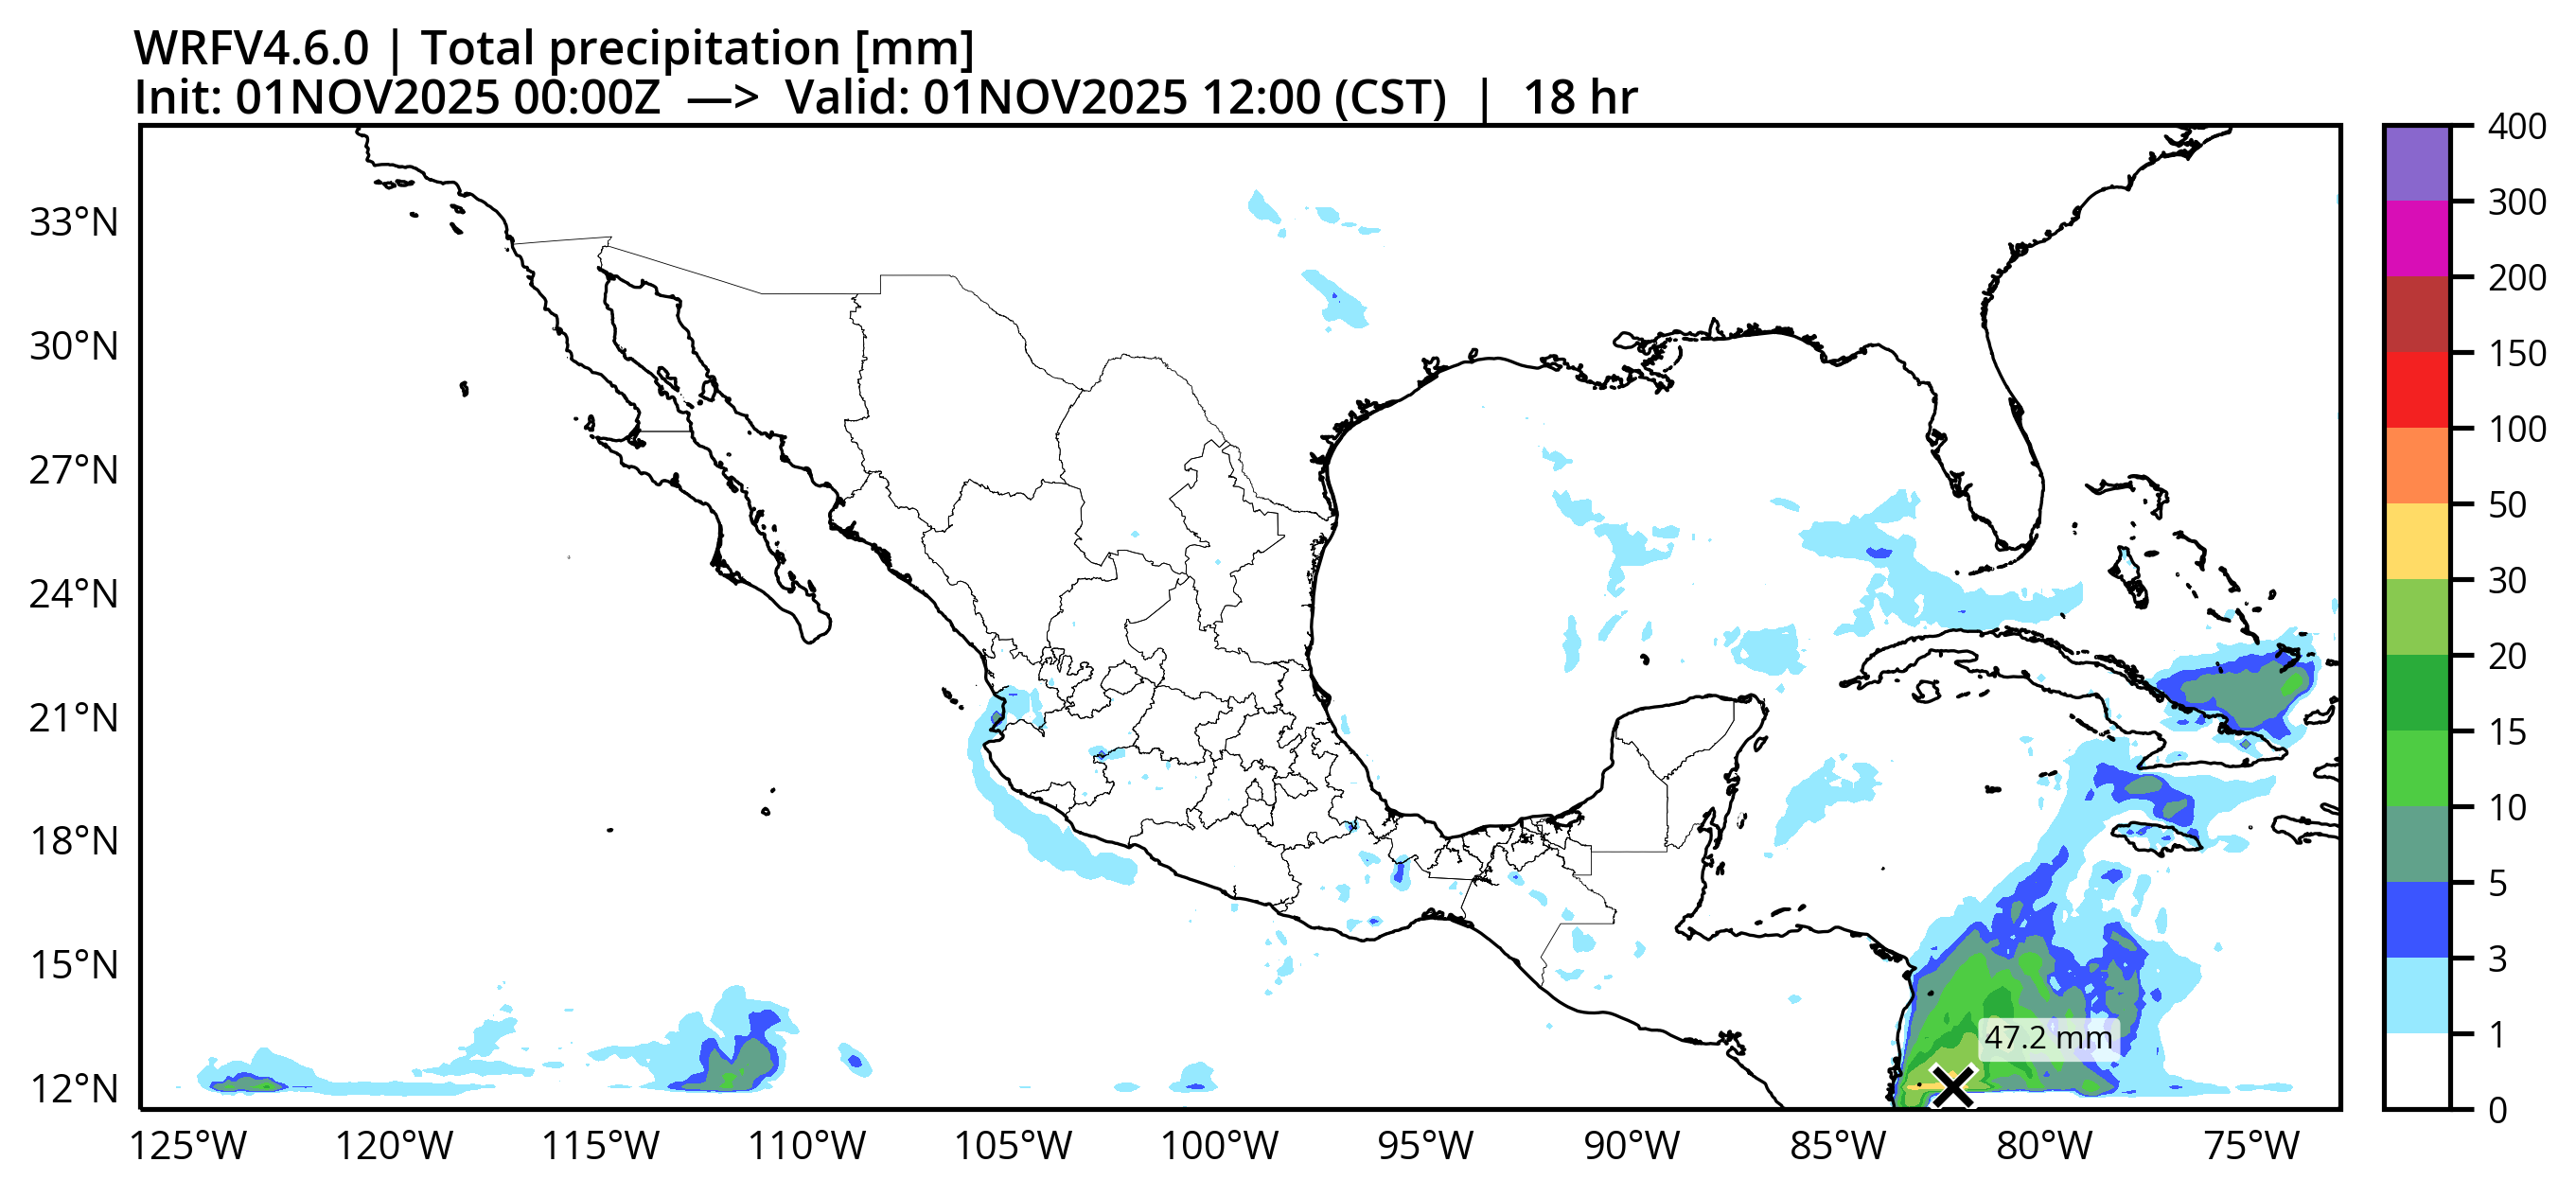 WRFV4.6.0 | Total precipitation [mm]
Init: 01NOV2025 00:00Z —> Valid: 01NOV2025 12:00 (CST) | 18 hr
33°N
30°N
27°N
24°N
21°N
18°N
15°N
12°N
125°W 120°W 115°W 110°W 105°W 100°W 95°W 90°W 85°W 80°W 75°W
47.2 mm
400
300
200
150
100
50
30
20
15
10
5
3
1
0